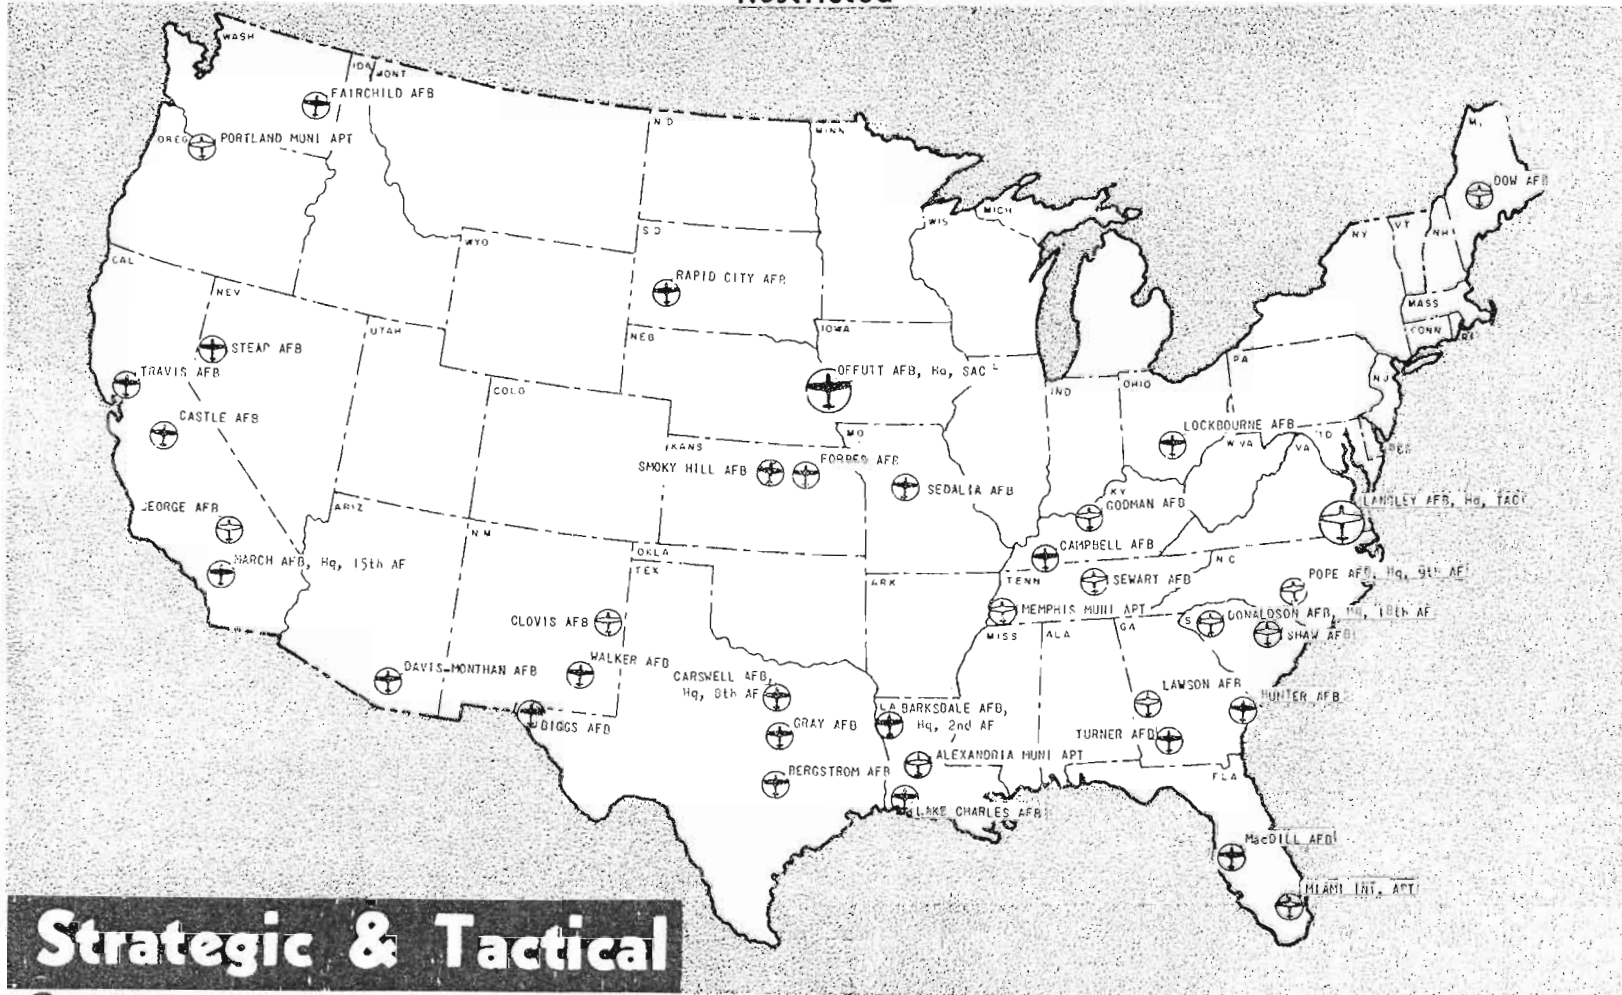 Restricted
WASH
IDA
MONT
FAIRCHILD AFB
OREG
PORTLAND MUNI APT
N D
MINN
DOW AFB
WIS
MICH
NY
VT
NH
WYO
S D
CAL
NEV
RAPID CITY AFB
MASS
CONN
IOWA
UTAH
NEB
STEAD AFB
PA
TRAVIS AFB
OFFUTT AFB, Hq, SAC
COLO
IND
OHIO
NJ
CASTLE AFB
LOCKBOURNE AFB
MO
KANS
W VA
VA
MD
SMOKY HILL AFB
FORBES AFB
SEDALIA AFB
KY
LANGLEY AFB, Hq, TAC
GEORGE AFB
ARIZ
GODMAN AFB
N M
CAMPBELL AFB
OKLA
N C
MARCH AFB, Hq, 15th AF
TEX
ARK
TENN
SEWART AFB
POPE AFB, Hq, 9th AF
MEMPHIS MUNI APT
CLOVIS AFB
S
DONALDSON AFB, Hq, 18th AF
MISS
ALA
GA
SHAW AFB
WALKER AFB
DAVIS-MONTHAN AFB
CARSWELL AFB,
Hq, 8th AF
LAWSON AFB
HUNTER AFB
LA
BARKSDALE AFB,
Hq, 2nd AF
BIGGS AFB
GRAY AFB
TURNER AFB
ALEXANDRIA MUNI APT
BERGSTROM AFB
FLA
LAKE CHARLES AFB
MacDILL AFB
MIAMI INT. APT
Strategic & Tactical